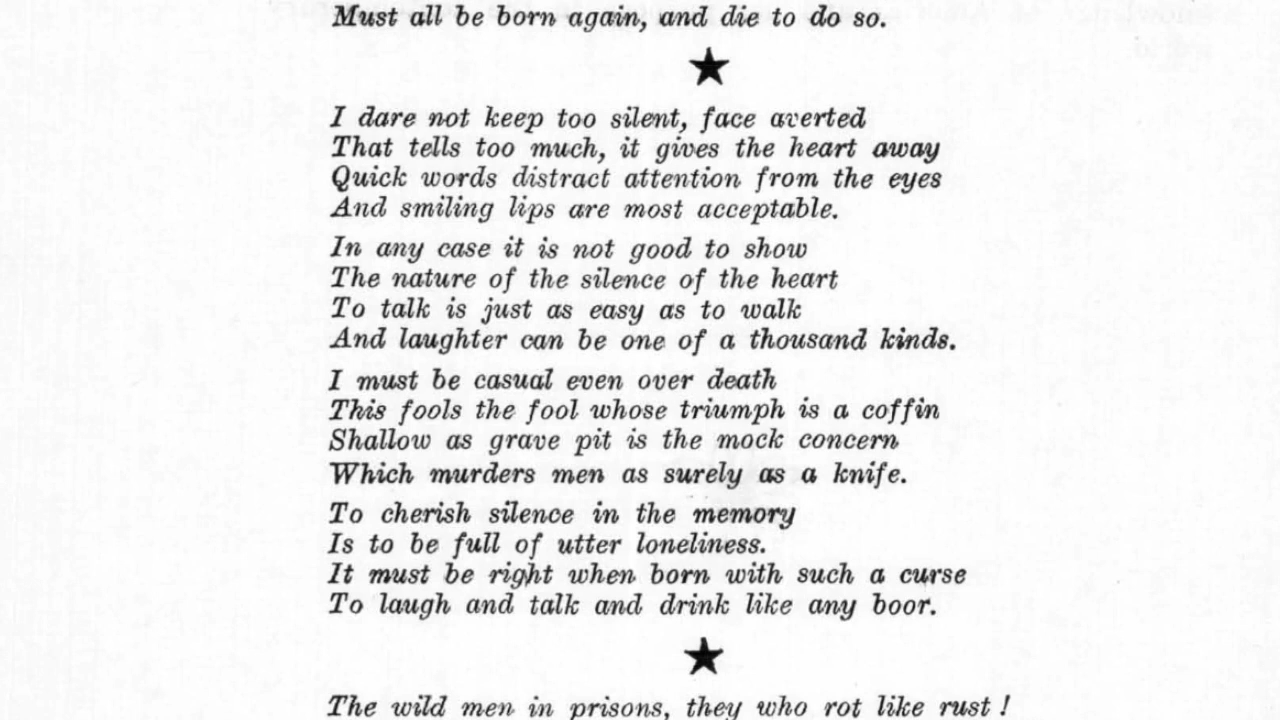 Must all be born again, and die to do so.
★
I dare not keep too silent, face averted
That tells too much, it gives the heart away
Quick words distract attention from the eyes
And smiling lips are most acceptable.
In any case it is not good to show
The nature of the silence of the heart
To talk is just as easy as to walk
And laughter can be one of a thousand kinds.
I must be casual even over death
This fools the fool whose triumph is a coffin
Shallow as grave pit is the mock concern
Which murders men as surely as a knife.
To cherish silence in the memory
Is to be full of utter loneliness.
It must be right when born with such a curse
To laugh and talk and drink like any boor.
★
The wild men in prisons, they who rot like rust !